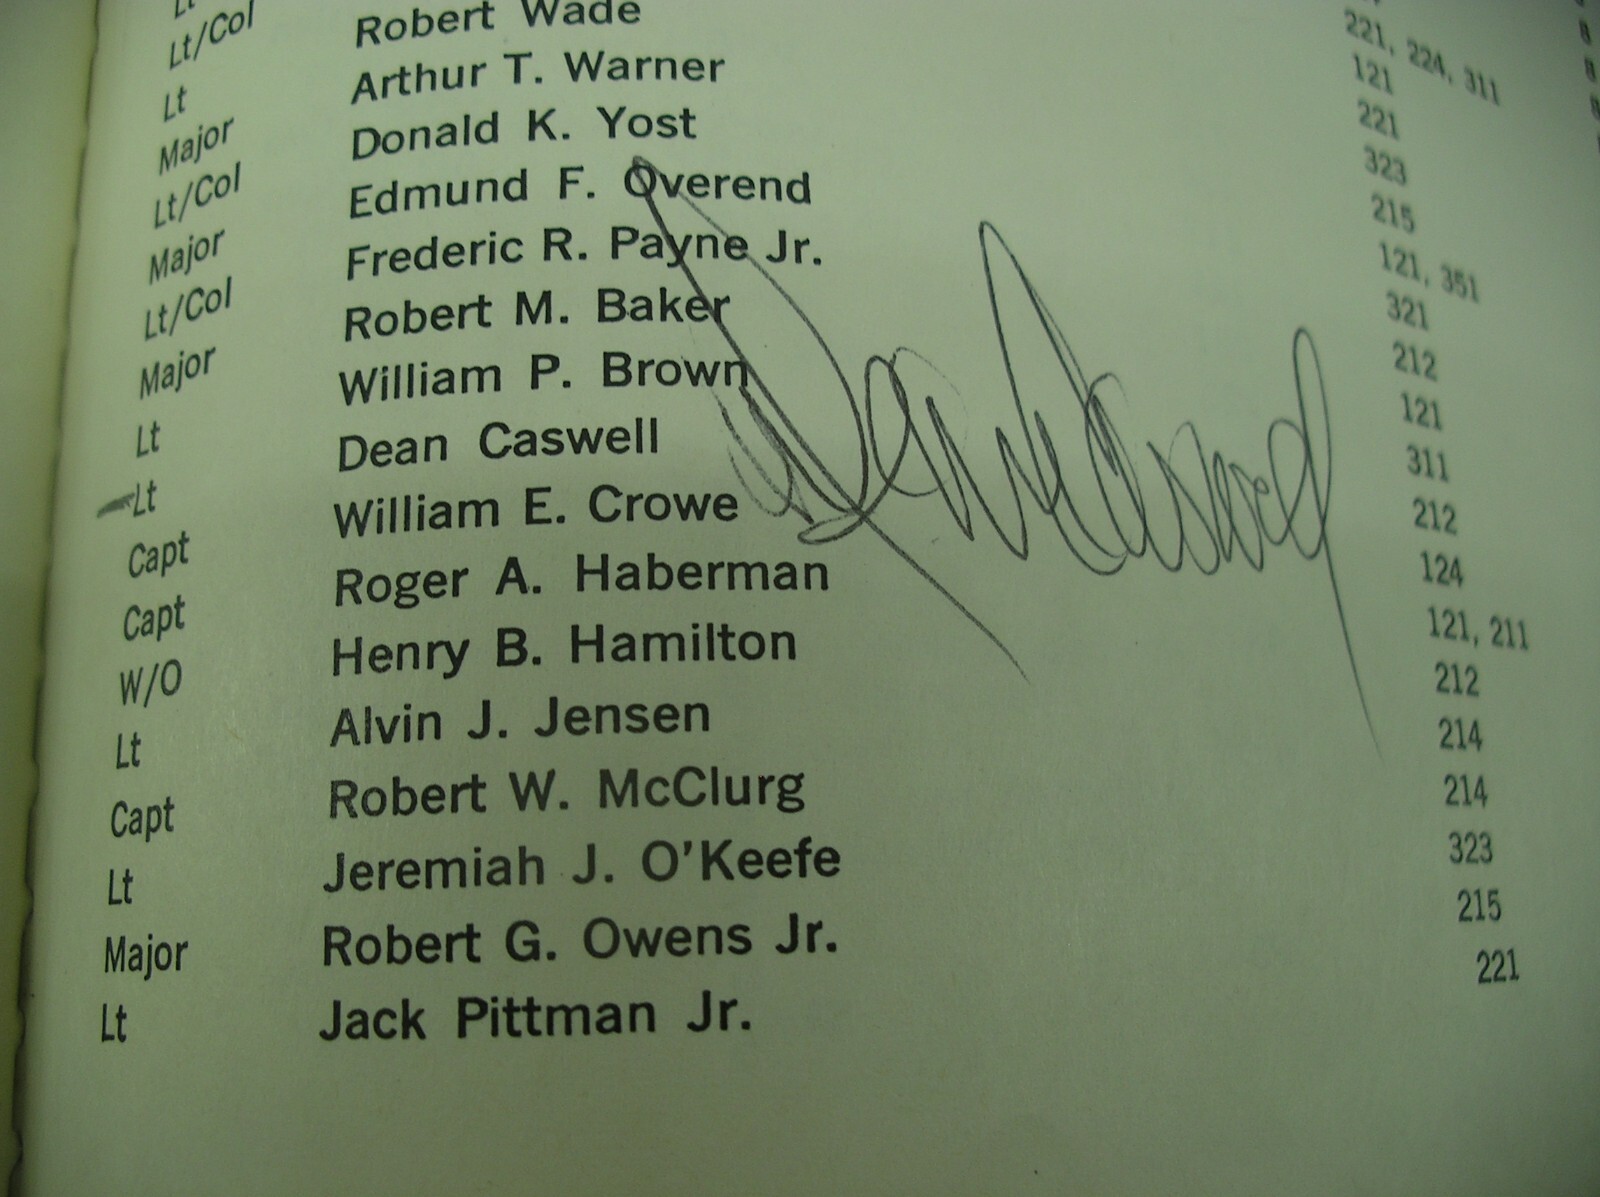 Lt 121
Lt/Col 221, 224, 311
221
Lt Robert Wade 323
Major Arthur T. Warner 215
Lt/Col Donald K. Yost 121, 351
Major Edmund F. Overend 321
Lt/Col Frederic R. Payne Jr. 212
Major Robert M. Baker 121
Lt William P. Brown 311
Lt Dean Caswell 212
Capt William E. Crowe 124
Capt Roger A. Haberman 121, 211
W/O Henry B. Hamilton 212
Lt Alvin J. Jensen 214
Capt Robert W. McClurg 214
Lt Jeremiah J. O'Keefe 323
Major Robert G. Owens Jr. 215
Lt Jack Pittman Jr. 221
Dean Caswell